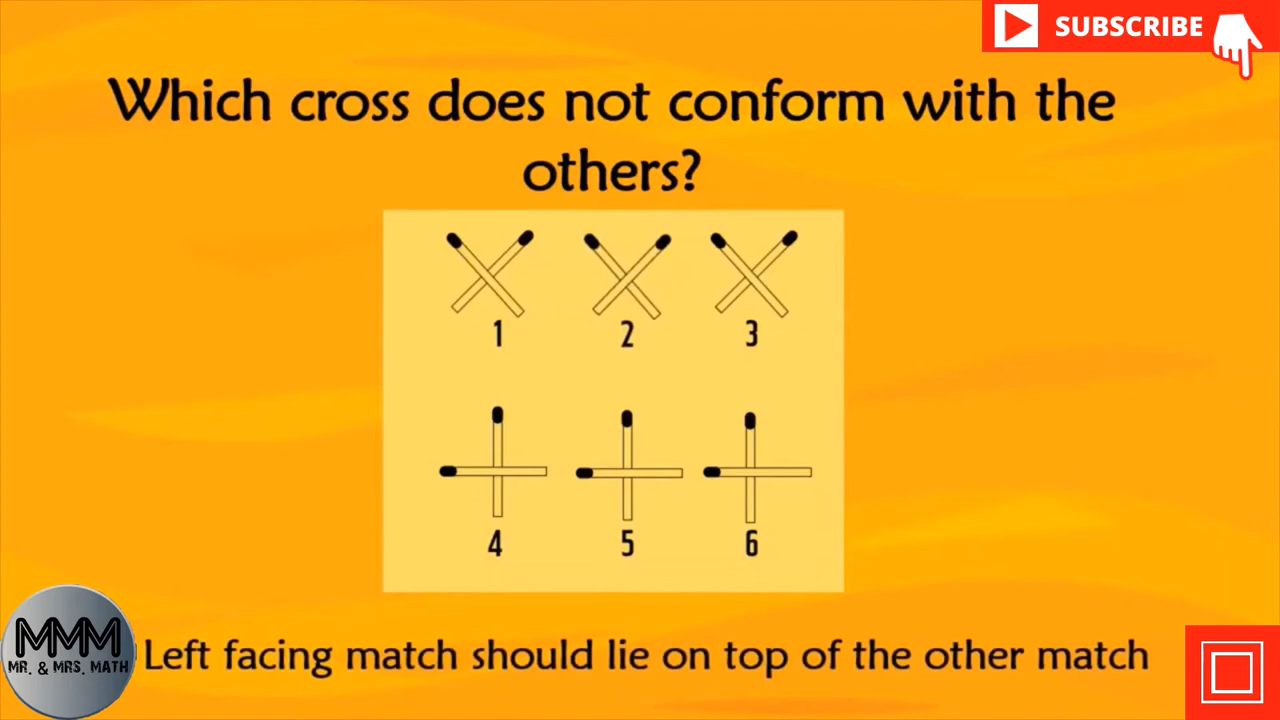 SUBSCRIBE
Which cross does not conform with the
others?
1 2 3
4 5 6
MMM
MR. & MRS. MATH
Left facing match should lie on top of the other match